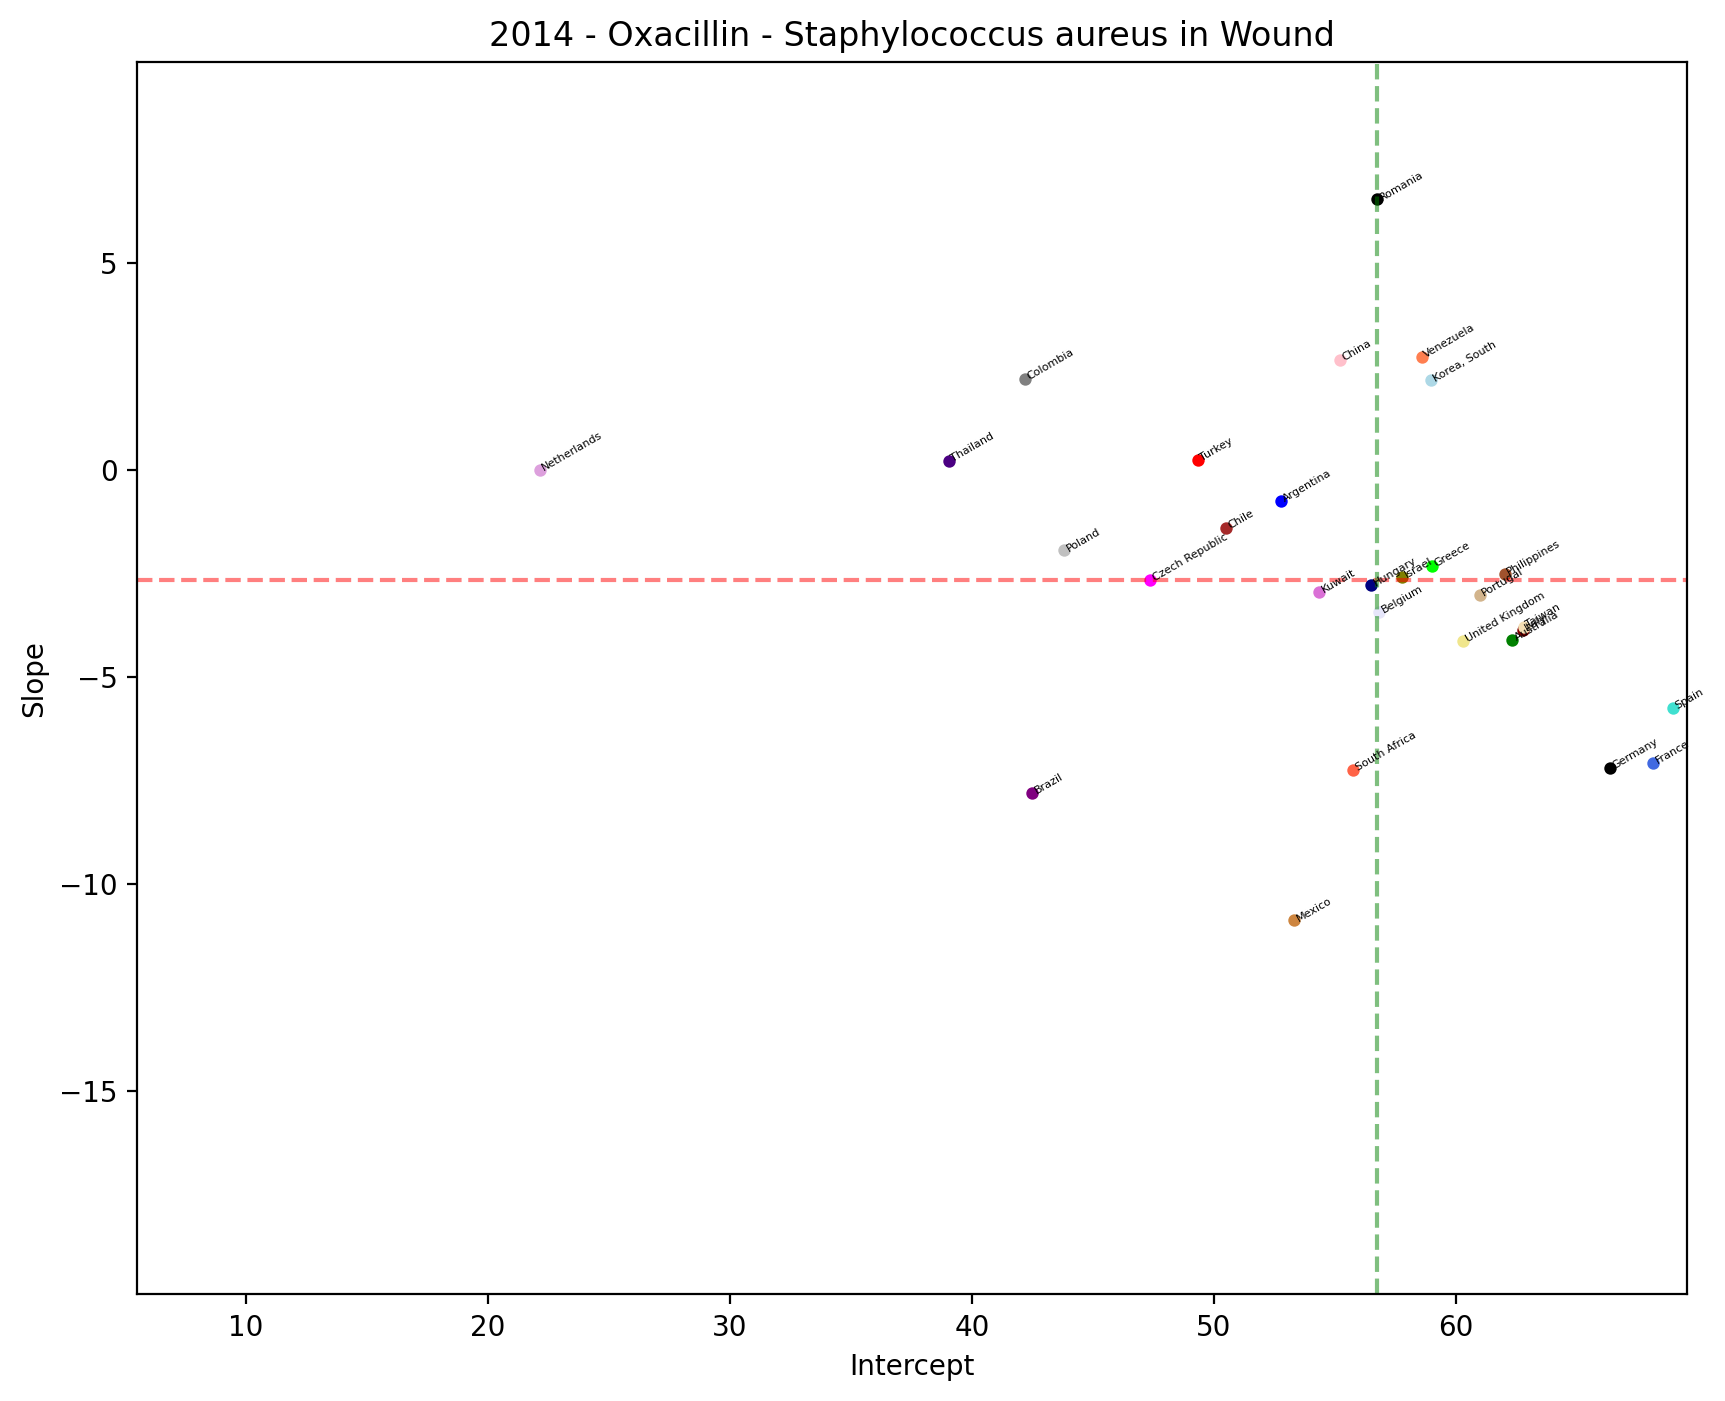 2014 - Oxacillin - Staphylococcus aureus in Wound
Romania
5
Venezuela
China
Korea, South
Colombia
Netherlands
Thailand
Turkey
0
Argentina
Chile
Poland
Czech Republic
Hungary
Israel
Greece
Philippines
Kuwait
Portugal
Belgium
United Kingdom
Taiwan
Australia
−5
Slope
Spain
South Africa
Germany
France
Brazil
−10
Mexico
−15
10
20
30
40
50
60
Intercept